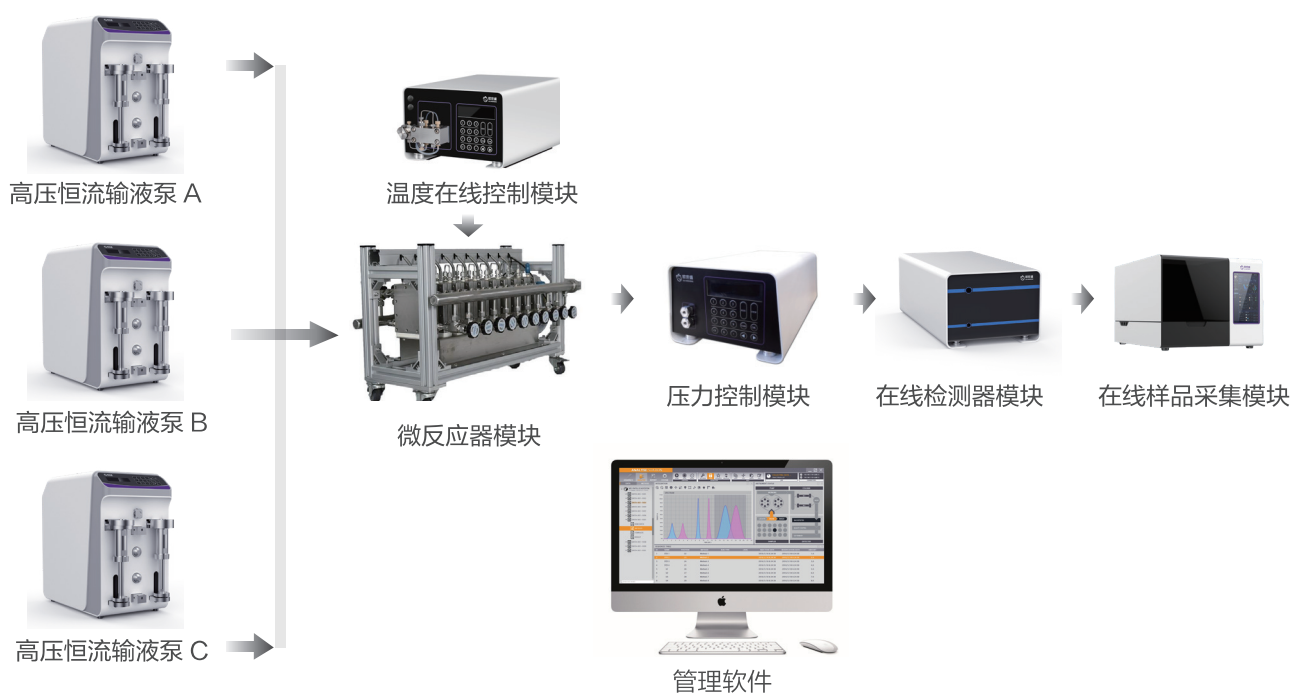 高压恒流输液泵 A
温度在线控制模块
高压恒流输液泵 B
微反应器模块
压力控制模块
在线检测器模块
在线样品采集模块
高压恒流输液泵 C
管理软件